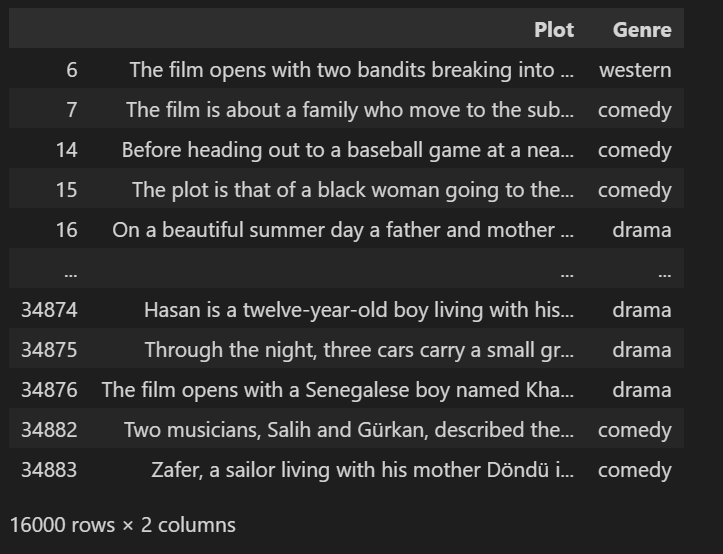 Plot Genre
6 The film opens with two bandits breaking into ... western
7 The film is about a family who move to the sub... comedy
14 Before heading out to a baseball game at a nea... comedy
15 The plot is that of a black woman going to the... comedy
16 On a beautiful summer day a father and mother ... drama
... ... ...
34874 Hasan is a twelve-year-old boy living with his... drama
34875 Through the night, three cars carry a small gr... drama
34876 The film opens with a Senegalese boy named Kha... drama
34882 Two musicians, Salih and Gürkan, described the... comedy
34883 Zafer, a sailor living with his mother Döndü i... comedy
16000 rows × 2 columns